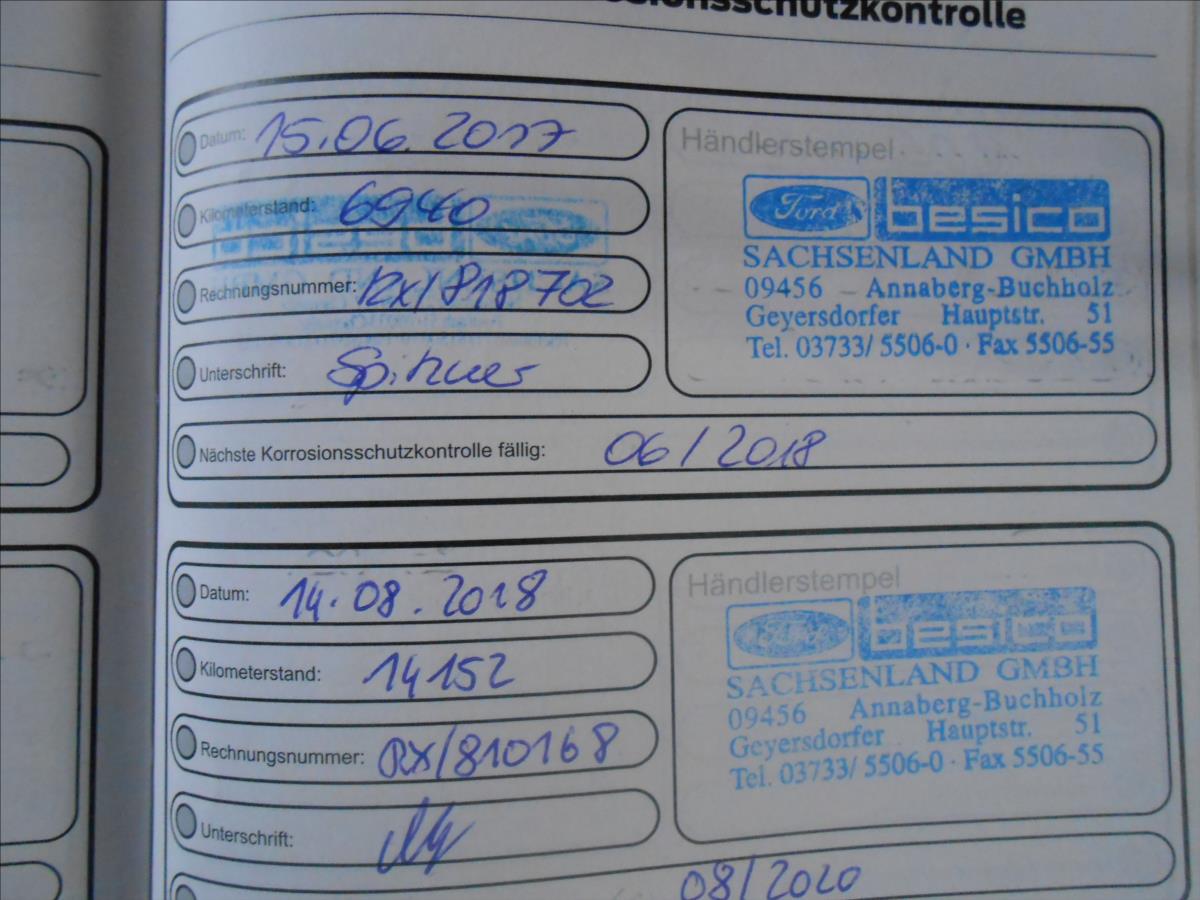 osionsschutzkontrolle
Datum: 15.06.2017
Kilometerstand: 6940
Rechnungsnummer: RX/818702
Unterschrift: Spitzner
Händlerstempel
Ford besico
SACHSENLAND GMBH
09456 Annaberg-Buchholz
Geyersdorfer Hauptstr. 51
Tel. 03733/ 5506-0 · Fax 5506-55
Nächste Korrosionsschutzkontrolle fällig: 06/2018
Datum: 14.08.2018
Kilometerstand: 14152
Rechnungsnummer: RX/810168
Unterschrift:
Händlerstempel
Ford besico
SACHSENLAND GMBH
09456 Annaberg-Buchholz
Geyersdorfer Hauptstr. 51
Tel. 03733/ 5506-0 · Fax 5506-55
08/2020